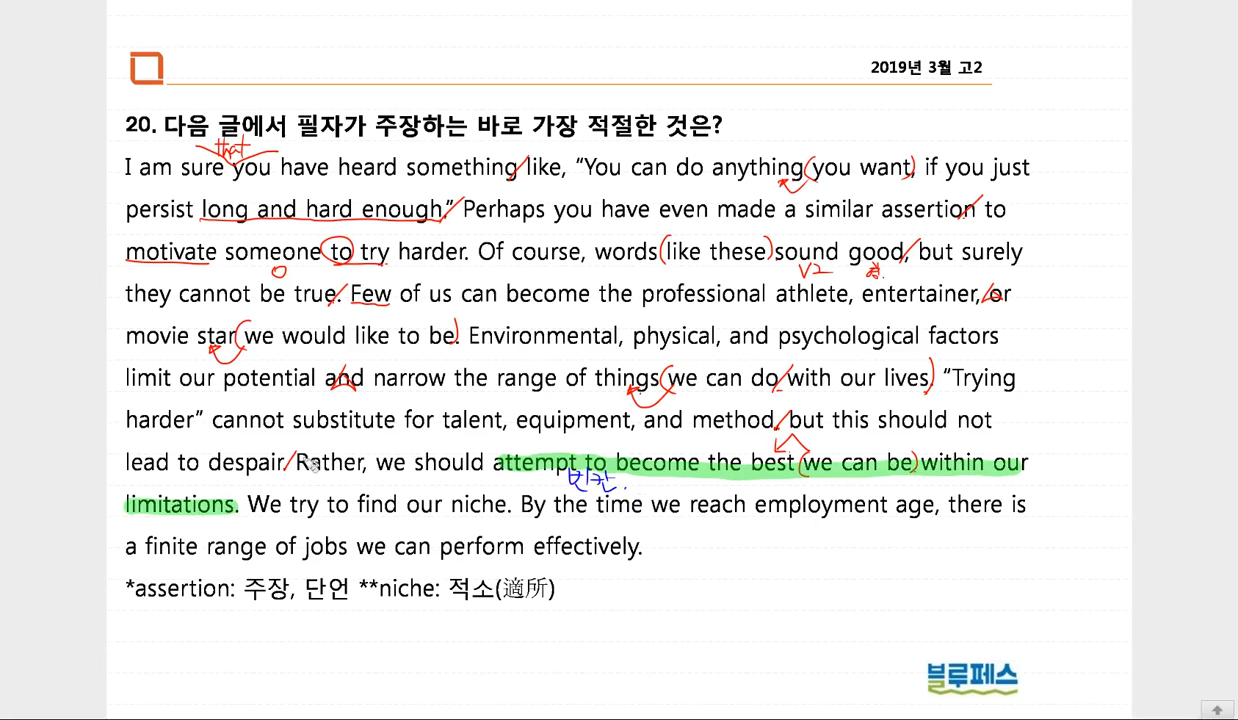 2019년 3월 고2
20. 다음 글에서 필자가 주장하는 바로 가장 적절한 것은?
that
I am sure you have heard something like, “You can do anything you want, if you just
persist long and hard enough.” Perhaps you have even made a similar assertion to
motivate someone to try harder. Of course, words like these sound good, but surely
O V2 형.
they cannot be true. Few of us can become the professional athlete, entertainer, or
movie star we would like to be. Environmental, physical, and psychological factors
limit our potential and narrow the range of things we can do with our lives. “Trying
harder” cannot substitute for talent, equipment, and method, but this should not
lead to despair. Rather, we should attempt to become the best we can be within our
빈칸.
limitations. We try to find our niche. By the time we reach employment age, there is
a finite range of jobs we can perform effectively.
*assertion: 주장, 단언 **niche: 적소(適所)
블루페스